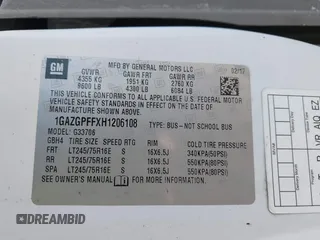 GM
MFD BY GENERAL MOTORS LLC
03/17
GVWR GAWR FRT GAWR RR
4355 KG 1951 KG 2760 KG
9600 LB 4300 LB 6084 LB
THIS VEHICLE CONFORMS TO ALL APPLICABLE U.S. FEDERAL MOTOR
VEHICLE SAFETY STANDARDS IN EFFECT ON THE DATE OF
MANUFACTURE SHOWN ABOVE.
1GAZGPFFXH1206108 TYPE: BUS - NOT SCHOOL BUS
MODEL: G33706
GBH4 TIRE SIZE SPEED RTG RIM COLD TIRE PRESSURE
FRT LT245/75R16E S 16X6.5J 340KPA(50PSI)
RR LT245/75R16E S 16X6.5J 550KPA(80PSI)
SPA LT245/75R16E S 16X6.5J 550KPA(80PSI)
SEE OWNER'S MANUAL FOR ADDITIONAL INFORMATION.
DREAMBID